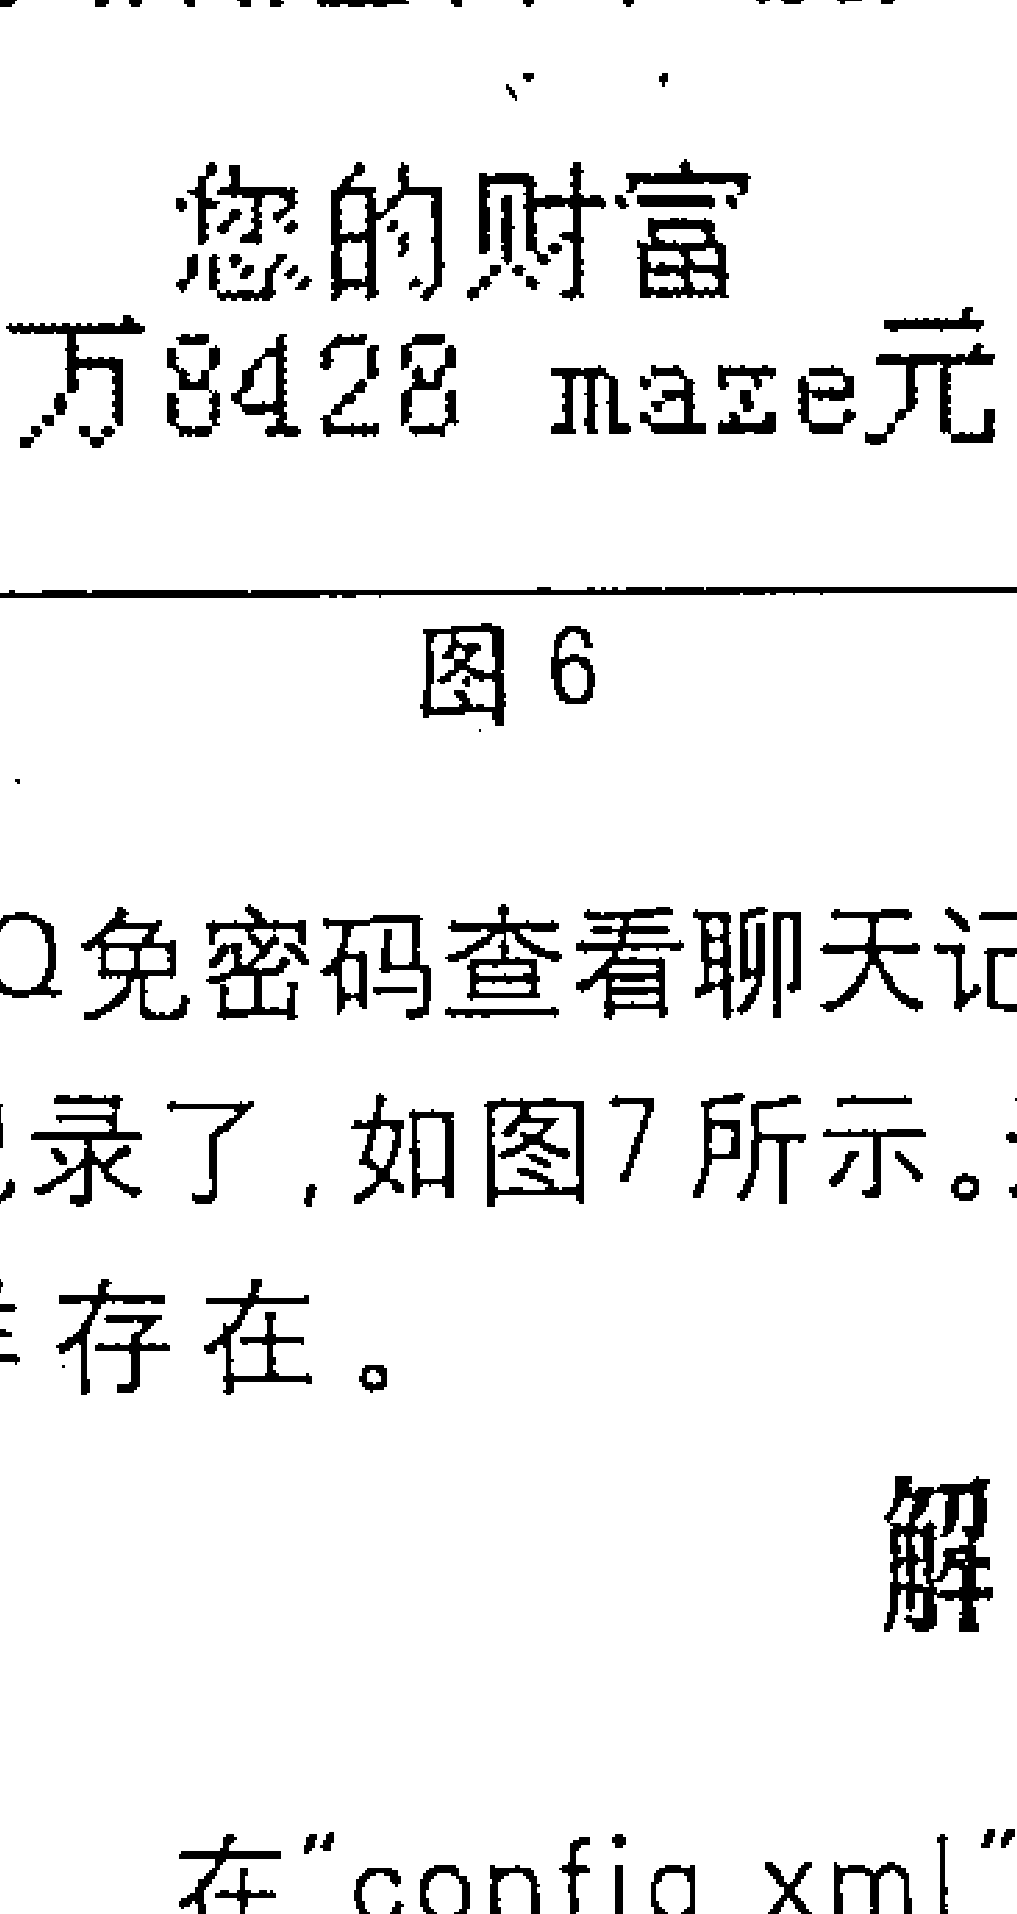 您的财富
万8428 maze元
图 6
Q免密码查看聊天记
录了，如图7所示。
存在。
解
在“config xml”